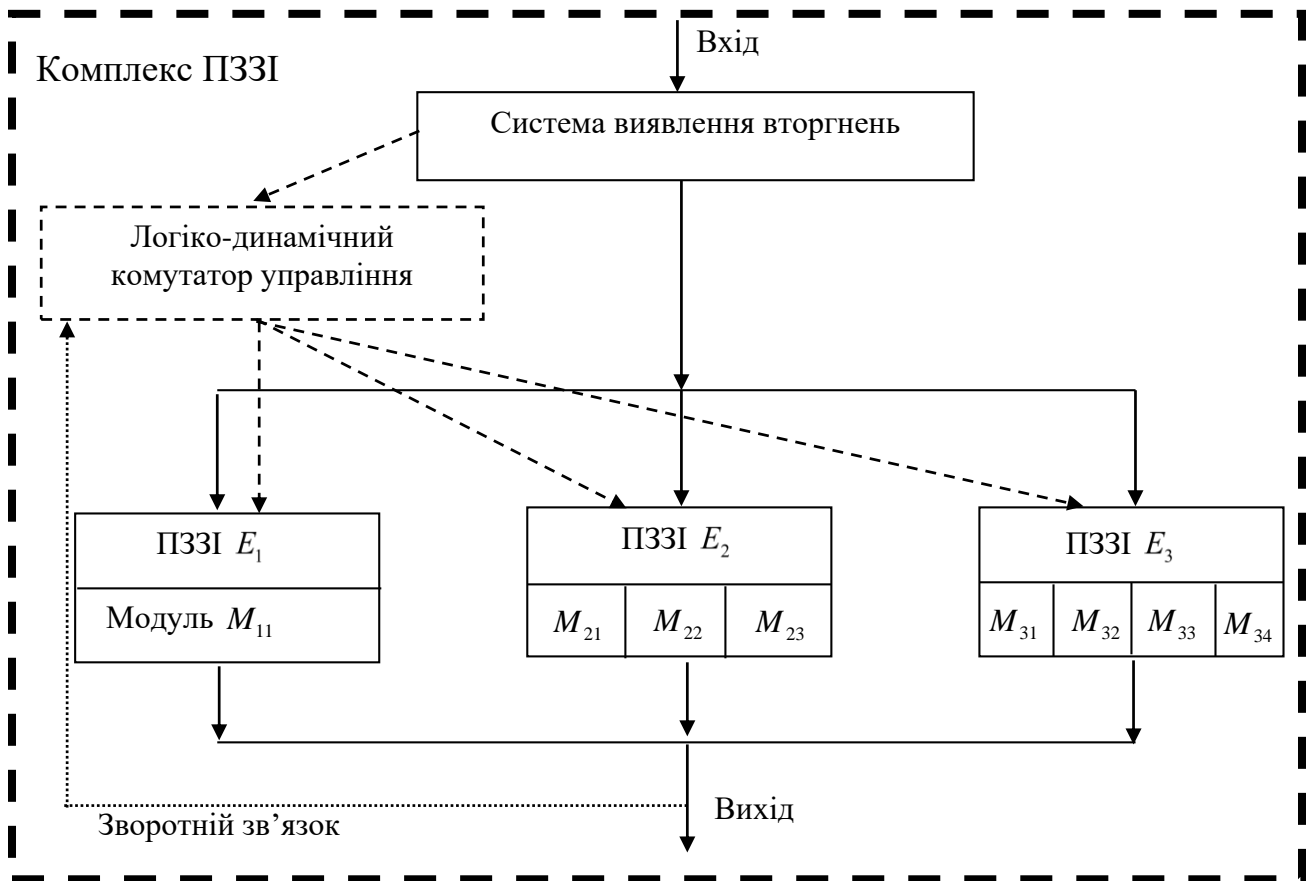 Вхід
Комплекс ПЗЗІ
Система виявлення вторгнень
Логіко-динамічний
комутатор управління
ПЗЗІ E₁
ПЗЗІ E₂
ПЗЗІ E₃
Модуль M₁₁
M₂₁ M₂₂ M₂₃
M₃₁ M₃₂ M₃₃ M₃₄
Вихід
Зворотній зв’язок